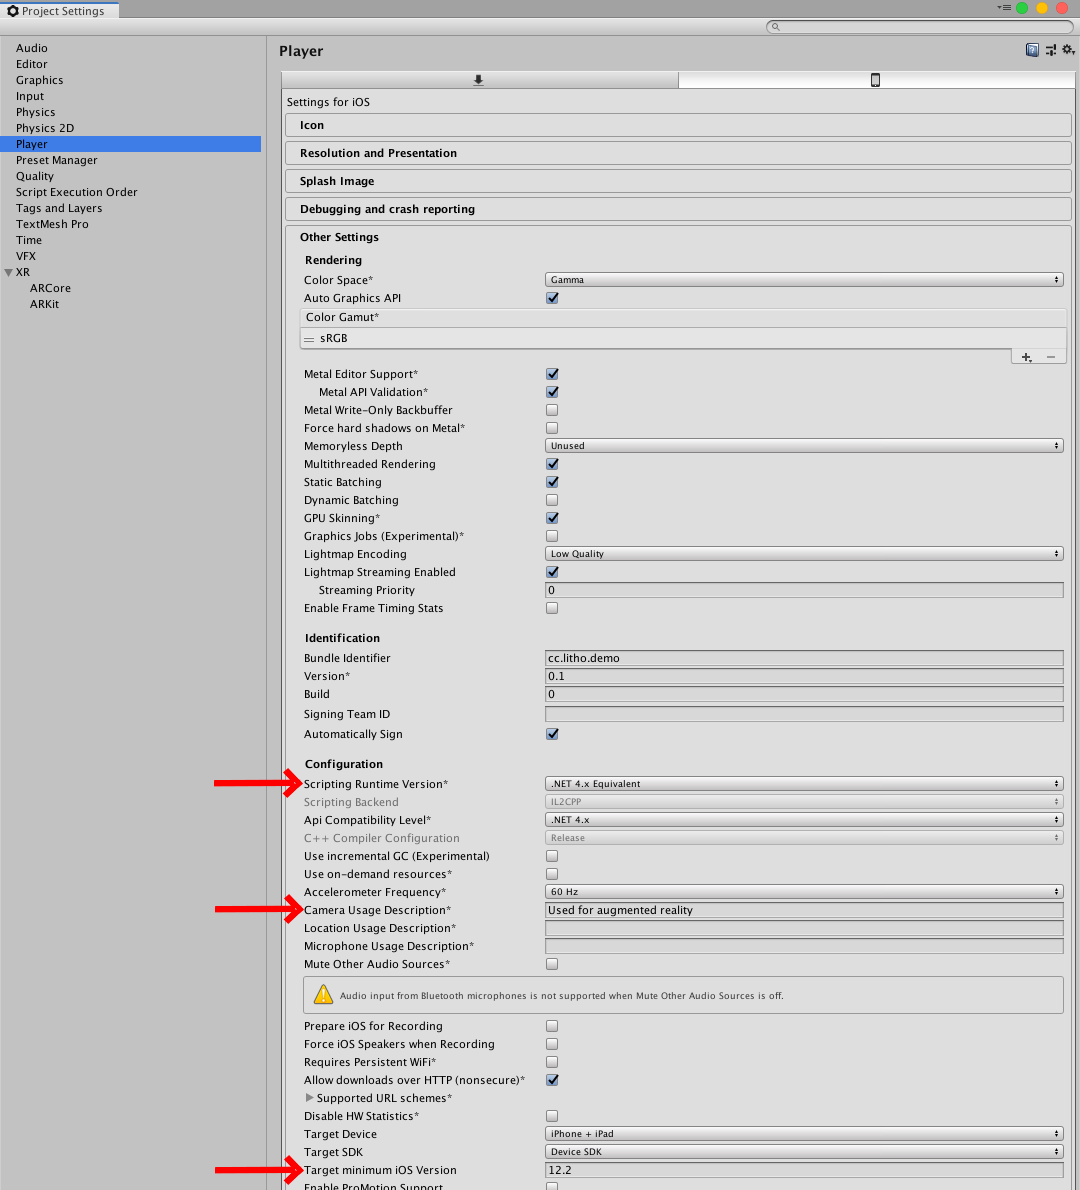 Project Settings
Audio
Editor
Graphics
Input
Physics
Physics 2D
Player
Preset Manager
Quality
Script Execution Order
Tags and Layers
TextMesh Pro
Time
VFX
XR
ARCore
ARKit
Player
Settings for iOS
Icon
Resolution and Presentation
Splash Image
Debugging and crash reporting
Other Settings
Rendering
Color Space* Gamma
Auto Graphics API
Color Gamut*
sRGB
Metal Editor Support*
Metal API Validation*
Metal Write-Only Backbuffer
Force hard shadows on Metal*
Memoryless Depth Unused
Multithreaded Rendering
Static Batching
Dynamic Batching
GPU Skinning*
Graphics Jobs (Experimental)*
Lightmap Encoding Low Quality
Lightmap Streaming Enabled
Streaming Priority 0
Enable Frame Timing Stats
Identification
Bundle Identifier cc.litho.demo
Version* 0.1
Build 0
Signing Team ID
Automatically Sign
Configuration
Scripting Runtime Version* .NET 4.x Equivalent
Scripting Backend IL2CPP
Api Compatibility Level* .NET 4.x
C++ Compiler Configuration Release
Use incremental GC (Experimental)
Use on-demand resources*
Accelerometer Frequency* 60 Hz
Camera Usage Description* Used for augmented reality
Location Usage Description*
Microphone Usage Description*
Mute Other Audio Sources*
Audio input from Bluetooth microphones is not supported when Mute Other Audio Sources is off.
Prepare iOS for Recording
Force iOS Speakers when Recording
Requires Persistent WiFi*
Allow downloads over HTTP (nonsecure)*
Supported URL schemes*
Disable HW Statistics*
Target Device iPhone + iPad
Target SDK Device SDK
Target minimum iOS Version 12.2
Enable ProMotion Support